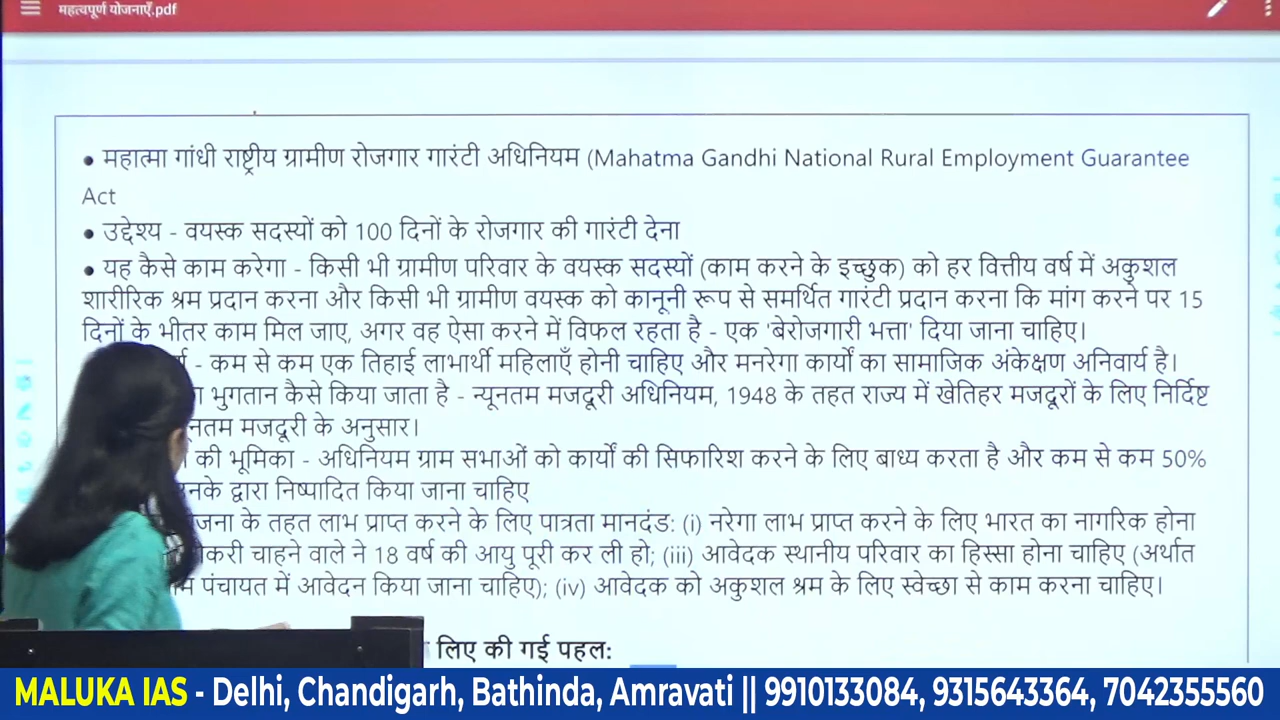 महत्वपूर्ण योजनाएँ.pdf
• महात्मा गांधी राष्ट्रीय ग्रामीण रोजगार गारंटी अधिनियम (Mahatma Gandhi National Rural Employment Guarantee
Act
• उद्देश्य - वयस्क सदस्यों को 100 दिनों के रोजगार की गारंटी देना
• यह कैसे काम करेगा - किसी भी ग्रामीण परिवार के वयस्क सदस्यों (काम करने के इच्छुक) को हर वित्तीय वर्ष में अकुशल
शारीरिक श्रम प्रदान करना और किसी भी ग्रामीण वयस्क को कानूनी रूप से समर्थित गारंटी प्रदान करना कि मांग करने पर 15
दिनों के भीतर काम मिल जाए, अगर वह ऐसा करने में विफल रहता है - एक 'बेरोजगारी भत्ता' दिया जाना चाहिए।
- कम से कम एक तिहाई लाभार्थी महिलाएँ होनी चाहिए और मनरेगा कार्यों का सामाजिक अंकेक्षण अनिवार्य है।
भुगतान कैसे किया जाता है - न्यूनतम मजदूरी अधिनियम, 1948 के तहत राज्य में खेतिहर मजदूरों के लिए निर्दिष्ट
मजदूरी के अनुसार।
की भूमिका - अधिनियम ग्राम सभाओं को कार्यों की सिफारिश करने के लिए बाध्य करता है और कम से कम 50%
के द्वारा निष्पादित किया जाना चाहिए
के तहत लाभ प्राप्त करने के लिए पात्रता मानदंड: (i) नरेगा लाभ प्राप्त करने के लिए भारत का नागरिक होना
चाहने वाले ने 18 वर्ष की आयु पूरी कर ली हो; (iii) आवेदक स्थानीय परिवार का हिस्सा होना चाहिए (अर्थात
पंचायत में आवेदन किया जाना चाहिए); (iv) आवेदक को अकुशल श्रम के लिए स्वेच्छा से काम करना चाहिए।
लिए की गई पहल:
MALUKA IAS - Delhi, Chandigarh, Bathinda, Amravati || 9910133084, 9315643364, 7042355560